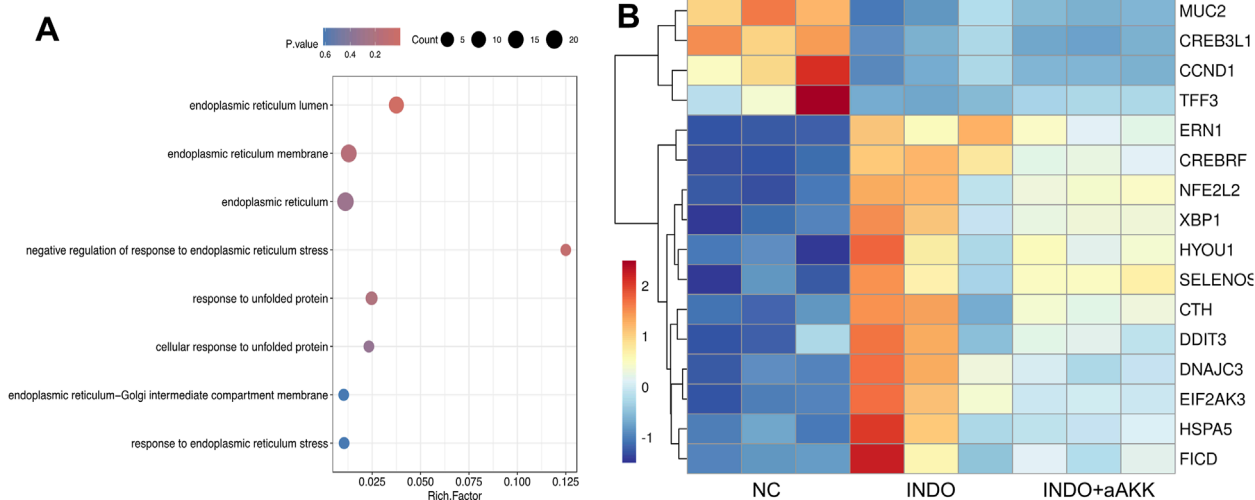 A
P.value
0.6 0.4 0.2
Count 5 10 15 20
endoplasmic reticulum lumen
endoplasmic reticulum membrane
endoplasmic reticulum
negative regulation of response to endoplasmic reticulum stress
response to unfolded protein
cellular response to unfolded protein
endoplasmic reticulum−Golgi intermediate compartment membrane
response to endoplasmic reticulum stress
0.025 0.050 0.075 0.100 0.125
Rich.Factor
B
MUC2
CREB3L1
CCND1
TFF3
ERN1
CREBRF
NFE2L2
XBP1
HYOU1
SELENOS
CTH
DDIT3
DNAJC3
EIF2AK3
HSPA5
FICD
2
1
0
-1
NC INDO INDO+aAKK